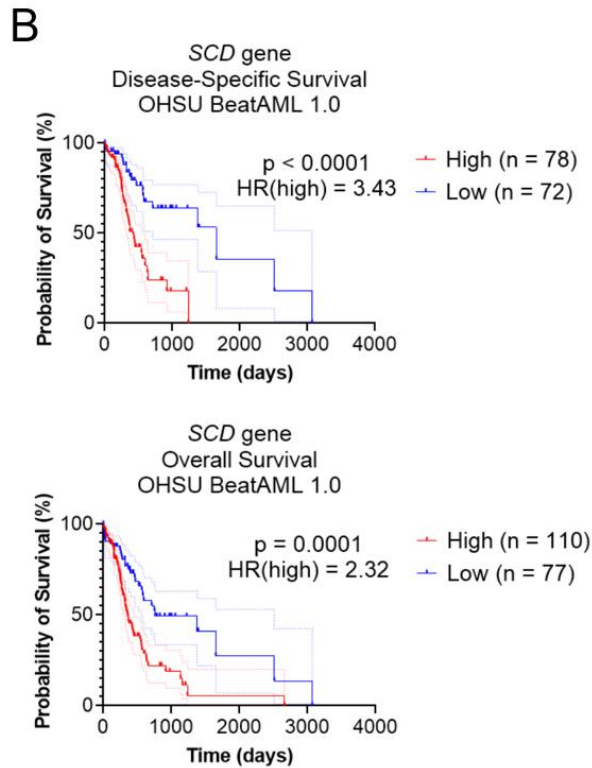 B
SCD gene
Disease-Specific Survival
OHSU BeatAML 1.0
p < 0.0001
HR(high) = 3.43
High (n = 78)
Low (n = 72)
Probability of Survival (%)
100
50
0
0 1000 2000 3000 4000
Time (days)
SCD gene
Overall Survival
OHSU BeatAML 1.0
p = 0.0001
HR(high) = 2.32
High (n = 110)
Low (n = 77)
Probability of Survival (%)
100
50
0
0 1000 2000 3000 4000
Time (days)